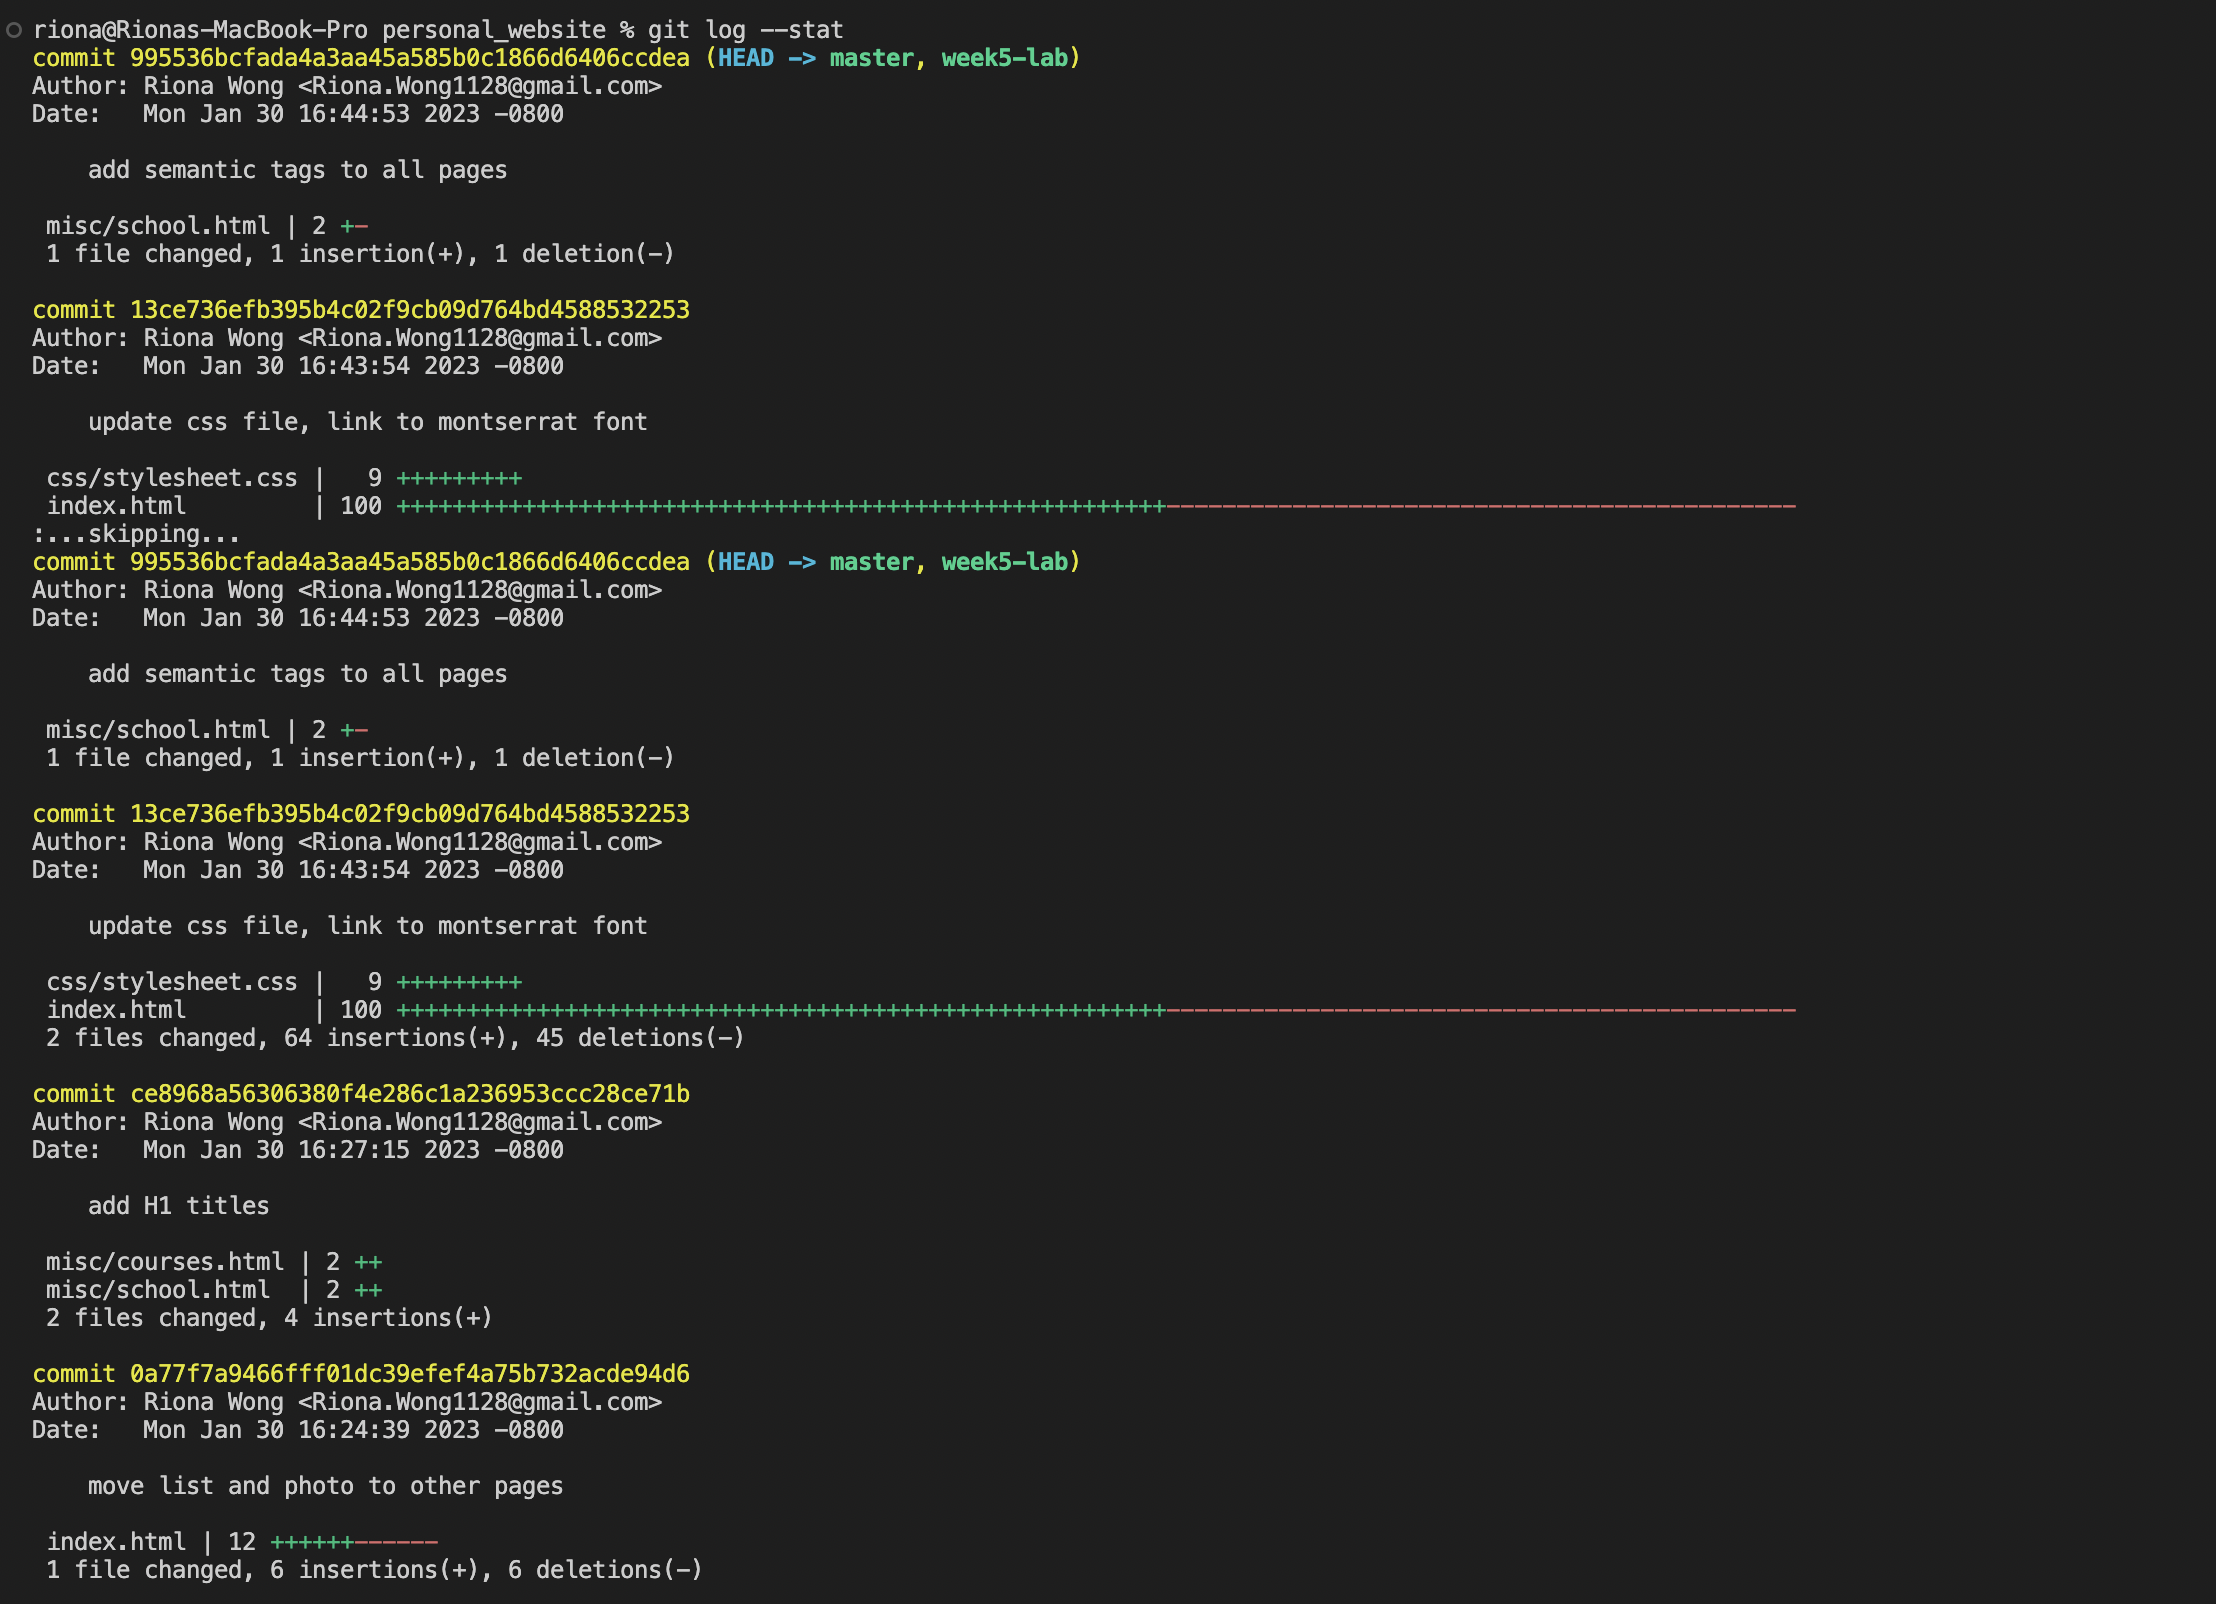 riona@Rionas-MacBook-Pro personal_website % git log --stat
commit 995536bcfada4a3aa45a585b0c1866d6406ccdea (HEAD -> master, week5-lab)
Author: Riona Wong <Riona.Wong1128@gmail.com>
Date:   Mon Jan 30 16:44:53 2023 -0800

    add semantic tags to all pages

 misc/school.html | 2 +-
 1 file changed, 1 insertion(+), 1 deletion(-)

commit 13ce736efb395b4c02f9cb09d764bd4588532253
Author: Riona Wong <Riona.Wong1128@gmail.com>
Date:   Mon Jan 30 16:43:54 2023 -0800

    update css file, link to montserrat font

 css/stylesheet.css |   9 +++++++++
 index.html         | 100 +++++++++++++++++++++++++++++++++++++++++++++++++++++++---------------------------------------------
:...skipping...
commit 995536bcfada4a3aa45a585b0c1866d6406ccdea (HEAD -> master, week5-lab)
Author: Riona Wong <Riona.Wong1128@gmail.com>
Date:   Mon Jan 30 16:44:53 2023 -0800

    add semantic tags to all pages

 misc/school.html | 2 +-
 1 file changed, 1 insertion(+), 1 deletion(-)

commit 13ce736efb395b4c02f9cb09d764bd4588532253
Author: Riona Wong <Riona.Wong1128@gmail.com>
Date:   Mon Jan 30 16:43:54 2023 -0800

    update css file, link to montserrat font

 css/stylesheet.css |   9 +++++++++
 index.html         | 100 +++++++++++++++++++++++++++++++++++++++++++++++++++++++---------------------------------------------
 2 files changed, 64 insertions(+), 45 deletions(-)

commit ce8968a56306380f4e286c1a236953ccc28ce71b
Author: Riona Wong <Riona.Wong1128@gmail.com>
Date:   Mon Jan 30 16:27:15 2023 -0800

    add H1 titles

 misc/courses.html | 2 ++
 misc/school.html  | 2 ++
 2 files changed, 4 insertions(+)

commit 0a77f7a9466fff01dc39efef4a75b732acde94d6
Author: Riona Wong <Riona.Wong1128@gmail.com>
Date:   Mon Jan 30 16:24:39 2023 -0800

    move list and photo to other pages

 index.html | 12 ++++++------
 1 file changed, 6 insertions(+), 6 deletions(-)